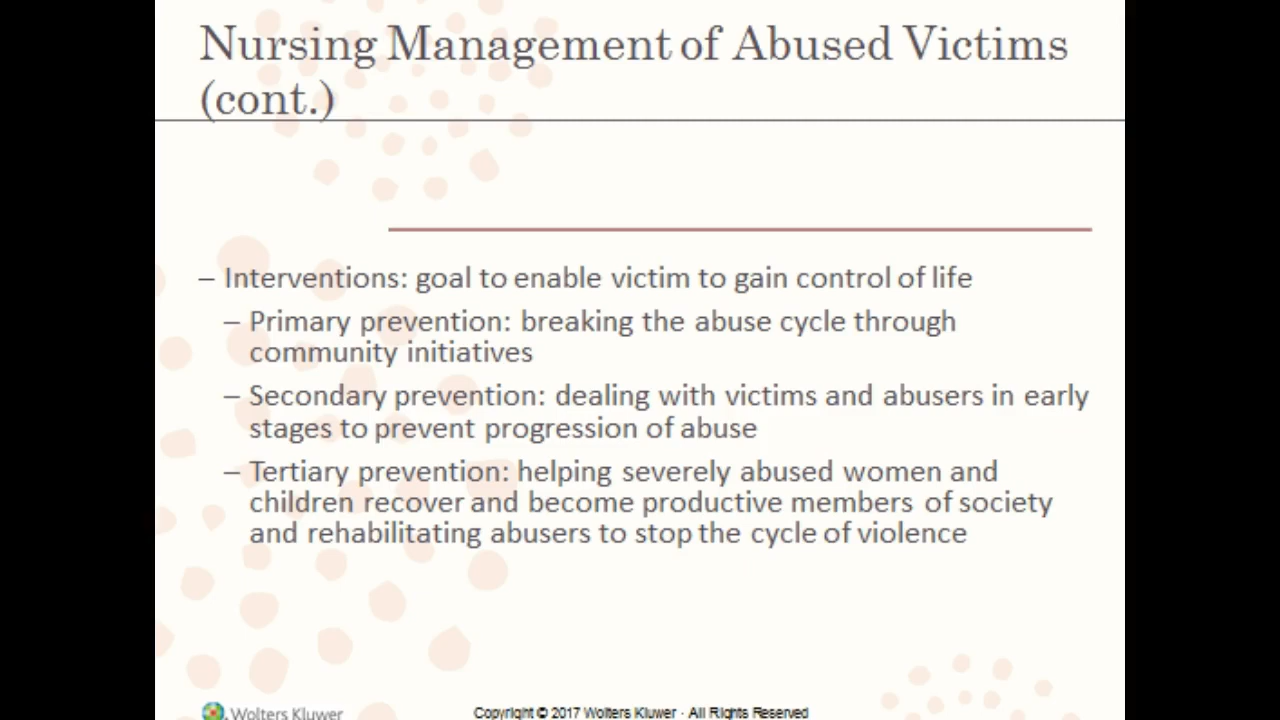 Nursing Management of Abused Victims
(cont.)
– Interventions: goal to enable victim to gain control of life
– Primary prevention: breaking the abuse cycle through
community initiatives
– Secondary prevention: dealing with victims and abusers in early
stages to prevent progression of abuse
– Tertiary prevention: helping severely abused women and
children recover and become productive members of society
and rehabilitating abusers to stop the cycle of violence
Wolters Kluwer
Copyright © 2017 Wolters Kluwer · All Rights Reserved